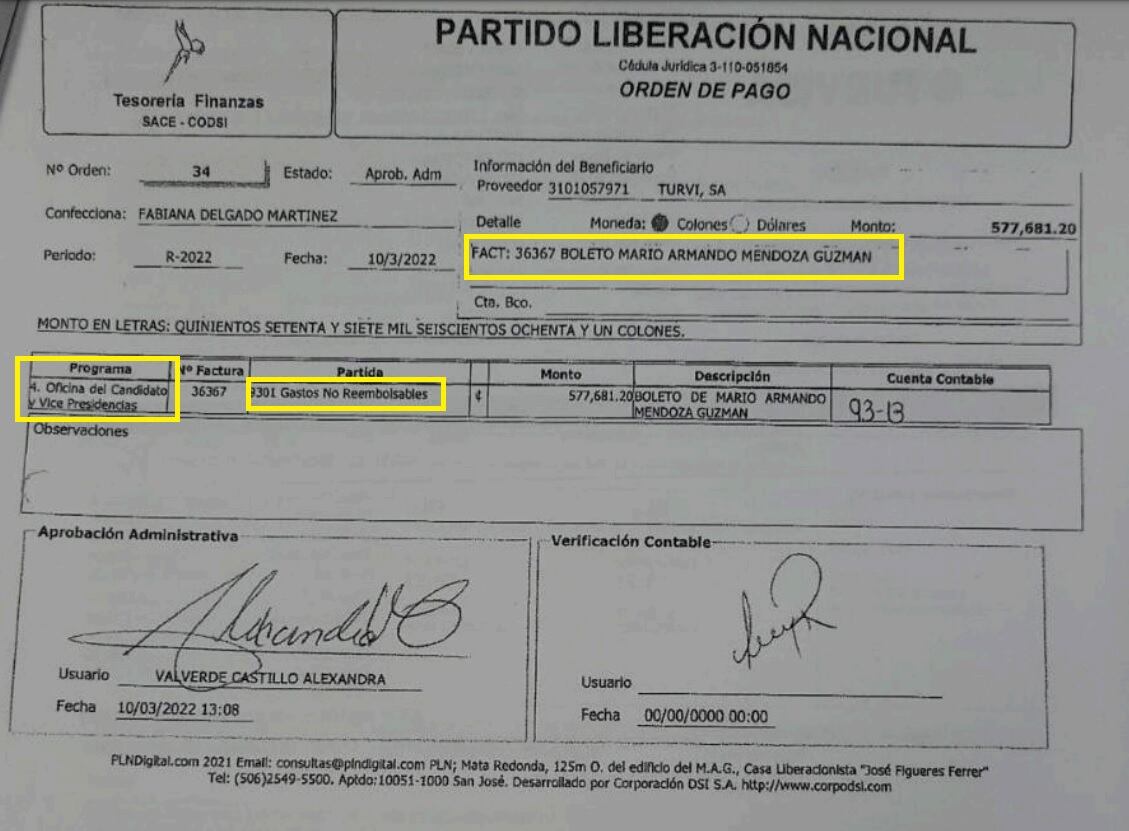 PARTIDO LIBERACIÓN NACIONAL
Cédula Jurídica 3-110-051854
ORDEN DE PAGO
Tesorería Finanzas
SACE - CODSI
Nº Orden: 34 Estado: Aprob. Adm
Información del Beneficiario
Proveedor 3101057971 TURVI, SA
Confecciona: FABIANA DELGADO MARTINEZ
Detalle Moneda: Colones Dólares Monto: 577,681.20
Periodo: R-2022 Fecha: 10/3/2022
FACT: 36367 BOLETO MARIO ARMANDO MENDOZA GUZMAN
Cta. Bco.
MONTO EN LETRAS: QUINIENTOS SETENTA Y SIETE MIL SEISCIENTOS OCHENTA Y UN COLONES.
Programa Nº Factura Partida Monto Descripción Cuenta Contable
4. Oficina del Candidato y Vice Presidencias 36367 9301 Gastos No Reembolsables ¢ 577,681.20 BOLETO DE MARIO ARMANDO MENDOZA GUZMAN 93-13
Observaciones
Aprobación Administrativa
Usuario VALVERDE CASTILLO ALEXANDRA
Fecha 10/03/2022 13:08
Verificación Contable
Usuario
Fecha 00/00/0000 00:00
PLNDigital.com 2021 Email: consultas@plndigital.com PLN; Mata Redonda, 125m O. del edificio del M.A.G., Casa Liberacionista "José Figueres Ferrer"
Tel: (506)2549-5500. Aptdo:10051-1000 San José. Desarrollado por Corporación DSI S.A. http://www.corpodsi.com